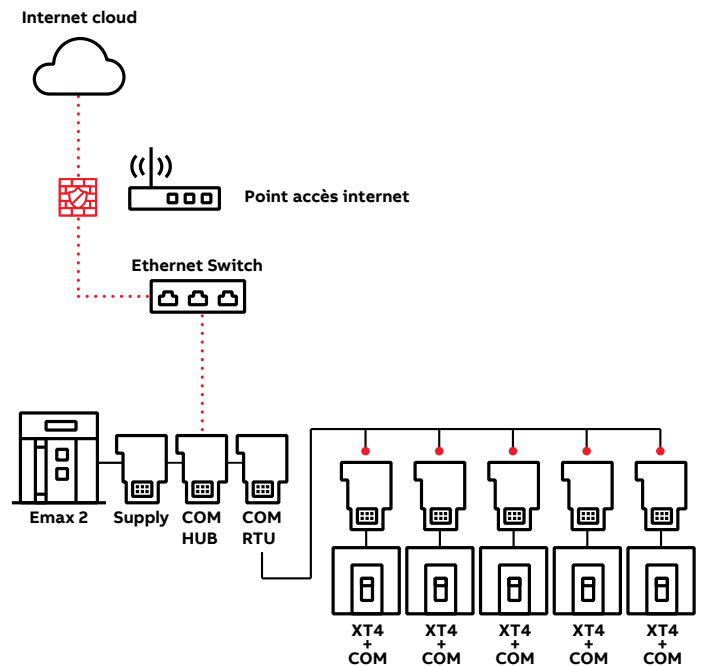 Internet cloud
Point accès internet
Ethernet Switch
Emax 2
Supply
COM
HUB
COM
RTU
XT4
+
COM
XT4
+
COM
XT4
+
COM
XT4
+
COM
XT4
+
COM